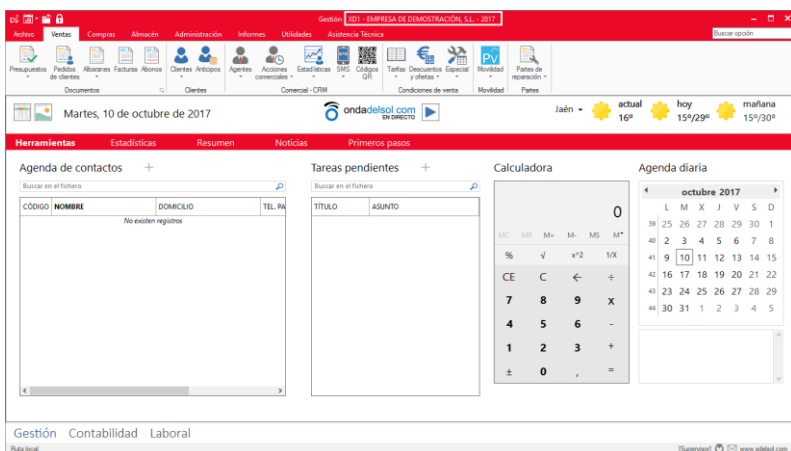 Gestión XD1 - EMPRESA DE DEMOSTRACIÓN, S.L. - 2017
Archivo Ventas Compras Almacén Administración Informes Utilidades Asistencia Técnica Buscar opción
Presupuestos Pedidos de clientes Albaranes Facturas Abonos Clientes Anticipos Agentes Acciones comerciales Estadísticas SMS Códigos QR Tarifas Descuentos y ofertas Especial PV Movilidad Partes de reparación
Documentos Clientes Comercial - CRM Condiciones de venta Movilidad Partes
Martes, 10 de octubre de 2017 ondadelsol com EN DIRECTO Jaén actual 16º hoy 15º/29º mañana 15º/30º
Herramientas Estadísticas Resumen Noticias Primeros pasos
Agenda de contactos + Tareas pendientes + Calculadora Agenda diaria
Buscar en el fichero Buscar en el fichero
CÓDIGO NOMBRE DOMICILIO TEL. PA TÍTULO ASUNTO
No existen registros
0
MC MR M+ M- MS M*
% √ x^2 1/X
CE C ← ÷
7 8 9 X
4 5 6 -
1 2 3 +
± 0 , =
octubre 2017
L M X J V S D
39 25 26 27 28 29 30 1
40 2 3 4 5 6 7 8
41 9 10 11 12 13 14 15
42 16 17 18 19 20 21 22
43 23 24 25 26 27 28 29
44 30 31 1 2 3 4 5
Gestión Contabilidad Laboral
Ruta local [Supervisor] www.sdelsol.com